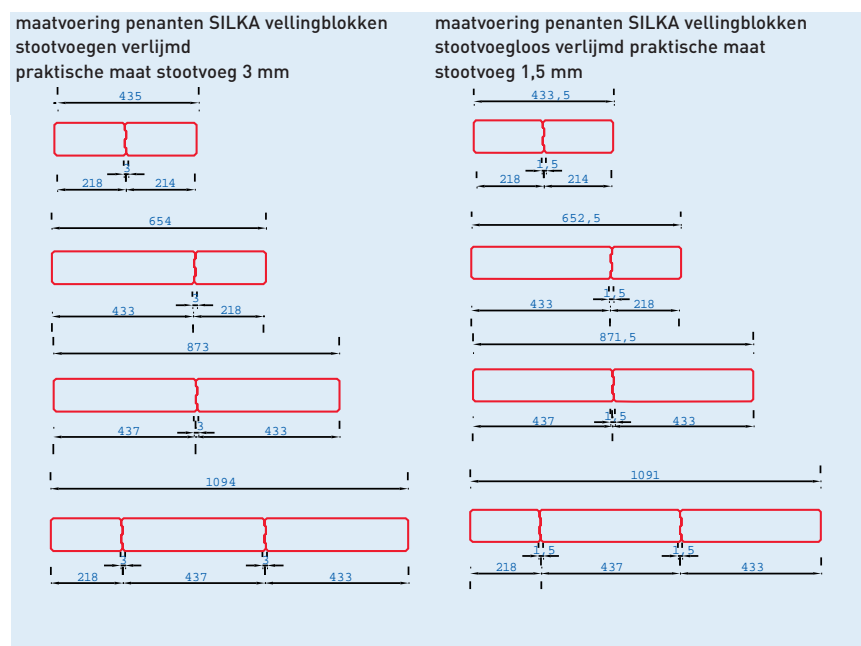 maatvoering penanten SILKA vellingblokken
stootvoegen verlijmd
praktische maat stootvoeg 3 mm
435
3
218 214
654
3
433 218
873
3
437 433
1094
3 3
218 437 433
maatvoering penanten SILKA vellingblokken
stootvoegloos verlijmd praktische maat
stootvoeg 1,5 mm
433,5
1,5
218 214
652,5
1,5
433 218
871,5
1,5
437 433
1091
1,5 1,5
218 437 433